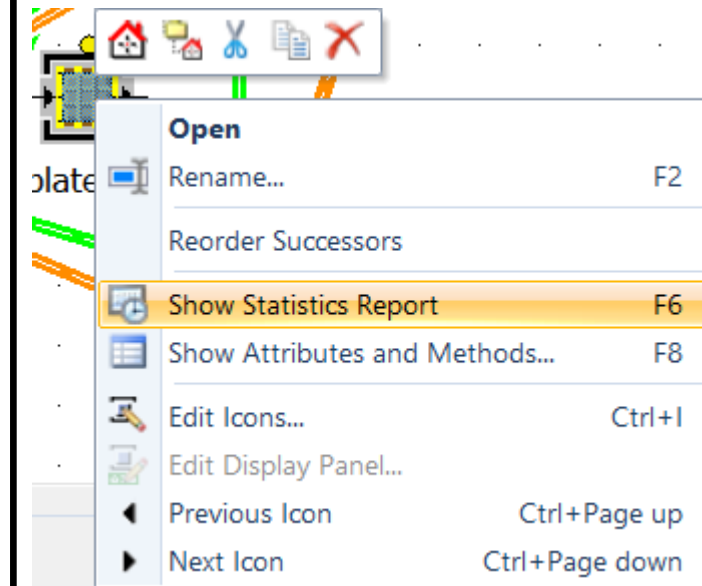 Open
plate
Rename... F2
Reorder Successors
Show Statistics Report F6
Show Attributes and Methods... F8
Edit Icons... Ctrl+I
Edit Display Panel...
Previous Icon Ctrl+Page up
Next Icon Ctrl+Page down